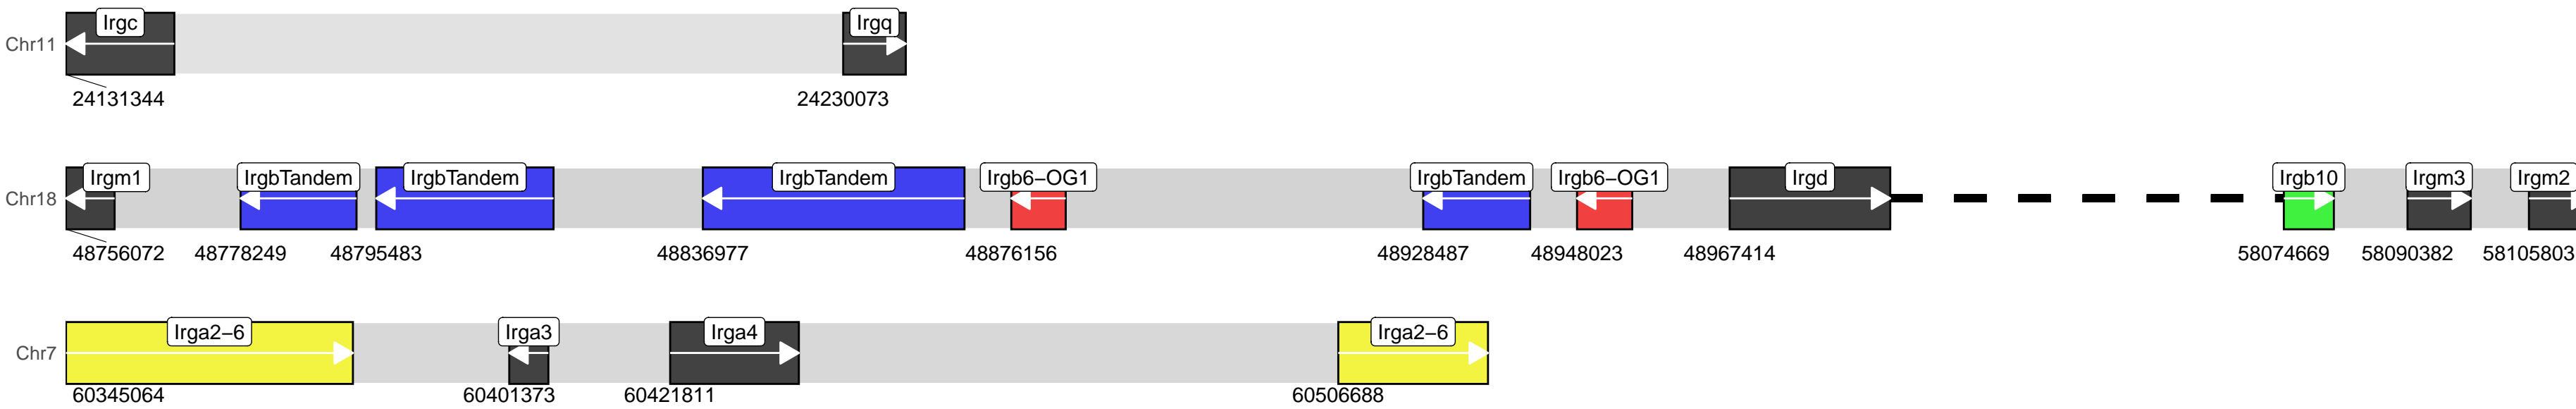 Irgc Irgq
Chr11
24131344 24230073
Irgm1 IrgbTandem IrgbTandem IrgbTandem Irgb6−OG1 IrgbTandem Irgb6−OG1 Irgd Irgb10 Irgm3 Irgm2
Chr18
48756072 48778249 48795483 48836977 48876156 48928487 48948023 48967414 58074669 58090382 58105803
Irga2−6 Irga3 Irga4 Irga2−6
Chr7
60345064 60401373 60421811 60506688